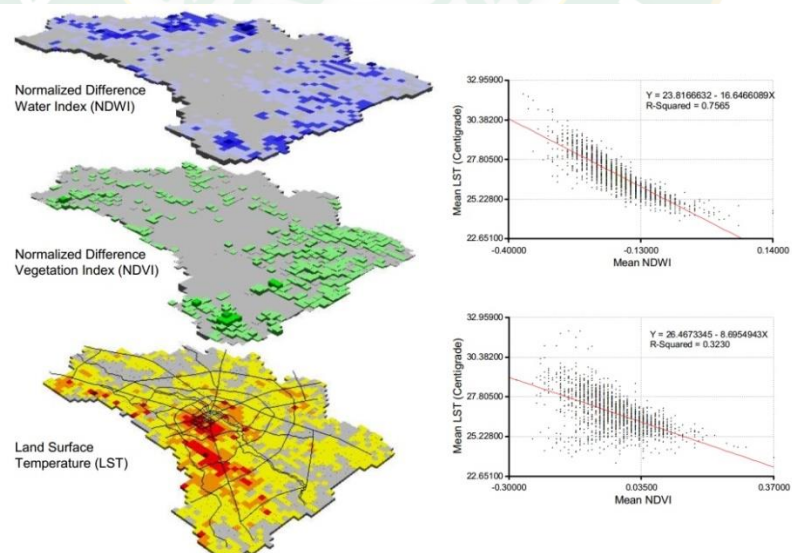 Normalized Difference
Water Index (NDWI)
Normalized Difference
Vegetation Index (NDVI)
Land Surface
Temperature (LST)
Mean LST (Centigrade)
32.95900
30.38200
27.80500
25.22800
22.65100
Y = 23.8166632 - 16.6466089X
R-Squared = 0.7565
-0.40000
-0.13000
0.14000
Mean NDWI
Mean LST (Centigrade)
32.95900
30.38200
27.80500
25.22800
22.65100
Y = 26.4673345 - 8.6954943X
R-Squared = 0.3230
-0.30000
0.03500
0.37000
Mean NDVI